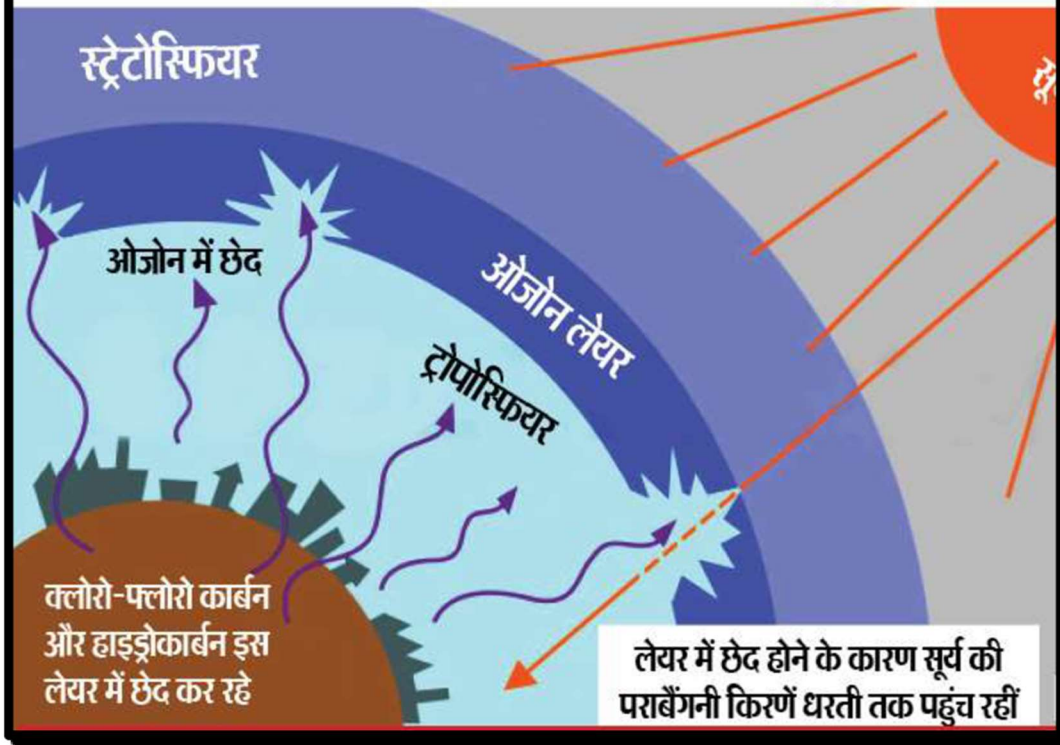 स्ट्रेटोस्फियर
ओजोन में छेद
ओजोन लेयर
ट्रोपोस्फियर
क्लोरो-फ्लोरो कार्बन
और हाइड्रोकार्बन इस
लेयर में छेद कर रहे
लेयर में छेद होने के कारण सूर्य की
पराबैंगनी किरणें धरती तक पहुंच रहीं